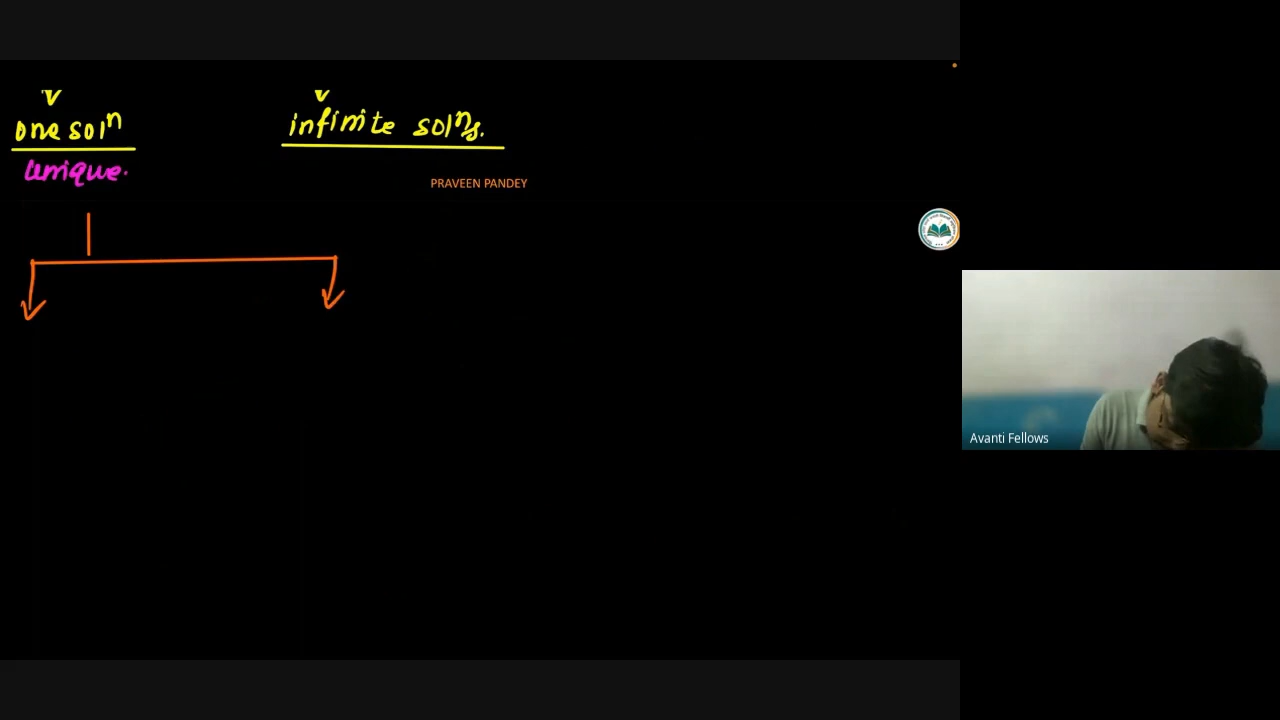 one solⁿ
infinite solⁿs.
unique.
PRAVEEN PANDEY
Avanti Fellows